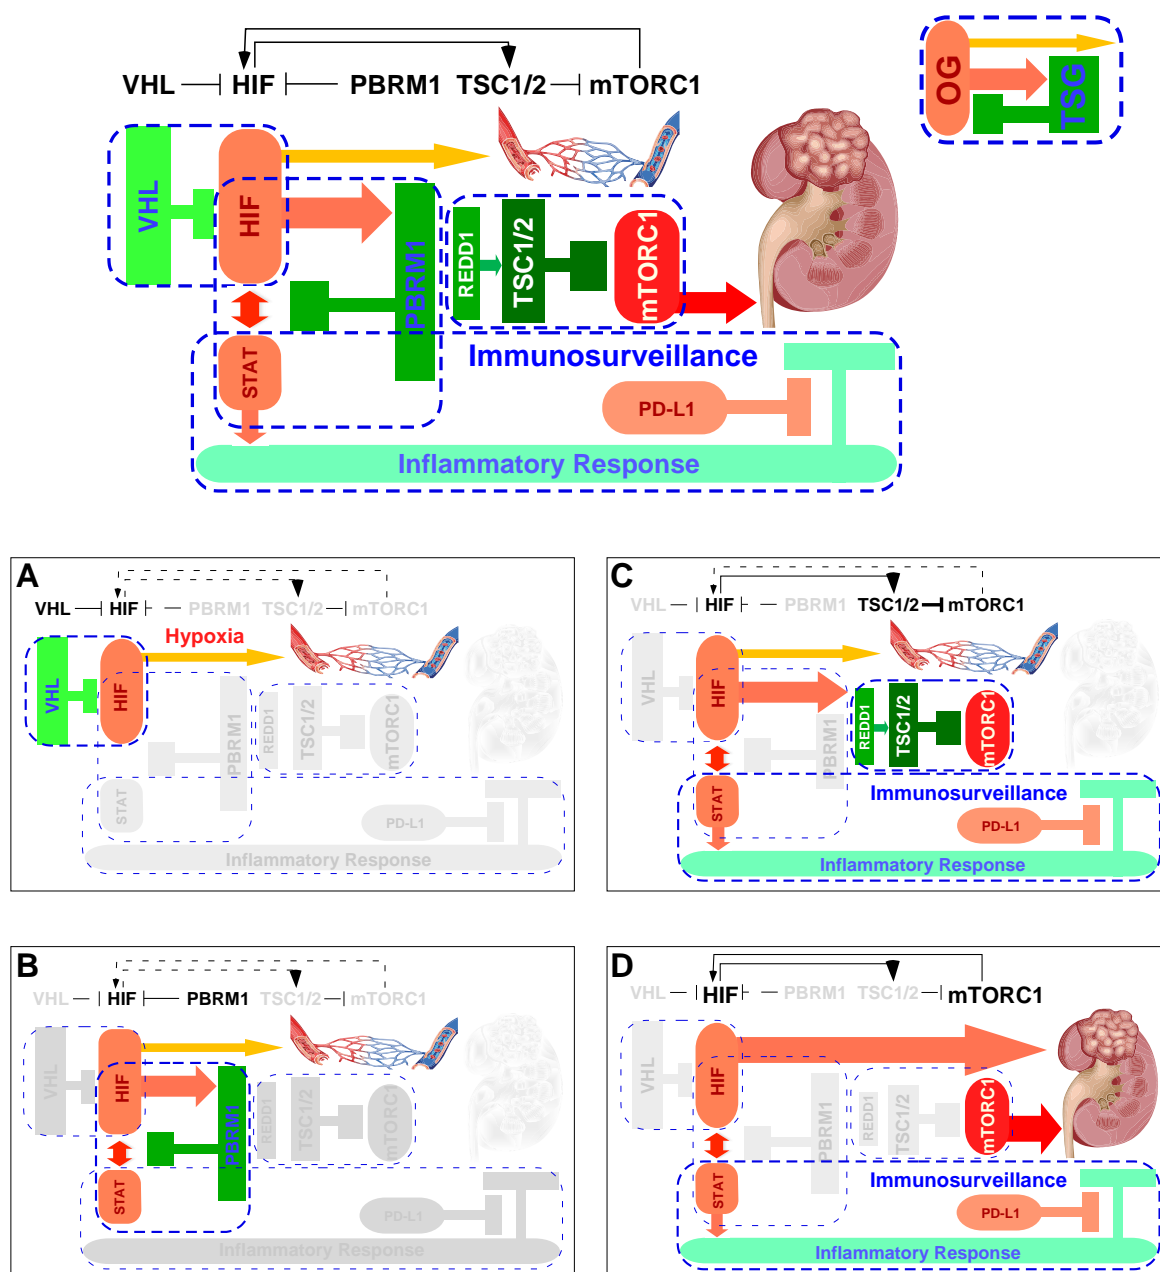 VHL HIF PBRM1 TSC1/2 mTORC1
OG
TSG
VHL
HIF
PBRM1
REDD1
TSC1/2
mTORC1
STAT
Immunosurveillance
PD-L1
Inflammatory Response
A
VHL HIF PBRM1 TSC1/2 mTORC1
Hypoxia
VHL
HIF
PBRM1
REDD1
TSC1/2
mTORC1
STAT
PD-L1
Inflammatory Response
C
VHL HIF PBRM1 TSC1/2 mTORC1
VHL
HIF
PBRM1
REDD1
TSC1/2
mTORC1
STAT
Immunosurveillance
PD-L1
Inflammatory Response
B
VHL HIF PBRM1 TSC1/2 mTORC1
VHL
HIF
PBRM1
REDD1
TSC1/2
mTORC
STAT
PD-L1
Inflammatory Response
D
VHL HIF PBRM1 TSC1/2 mTORC1
VHL
HIF
PBRM1
REDD1
TSC1/2
mTORC1
STAT
Immunosurveillance
PD-L1
Inflammatory Response